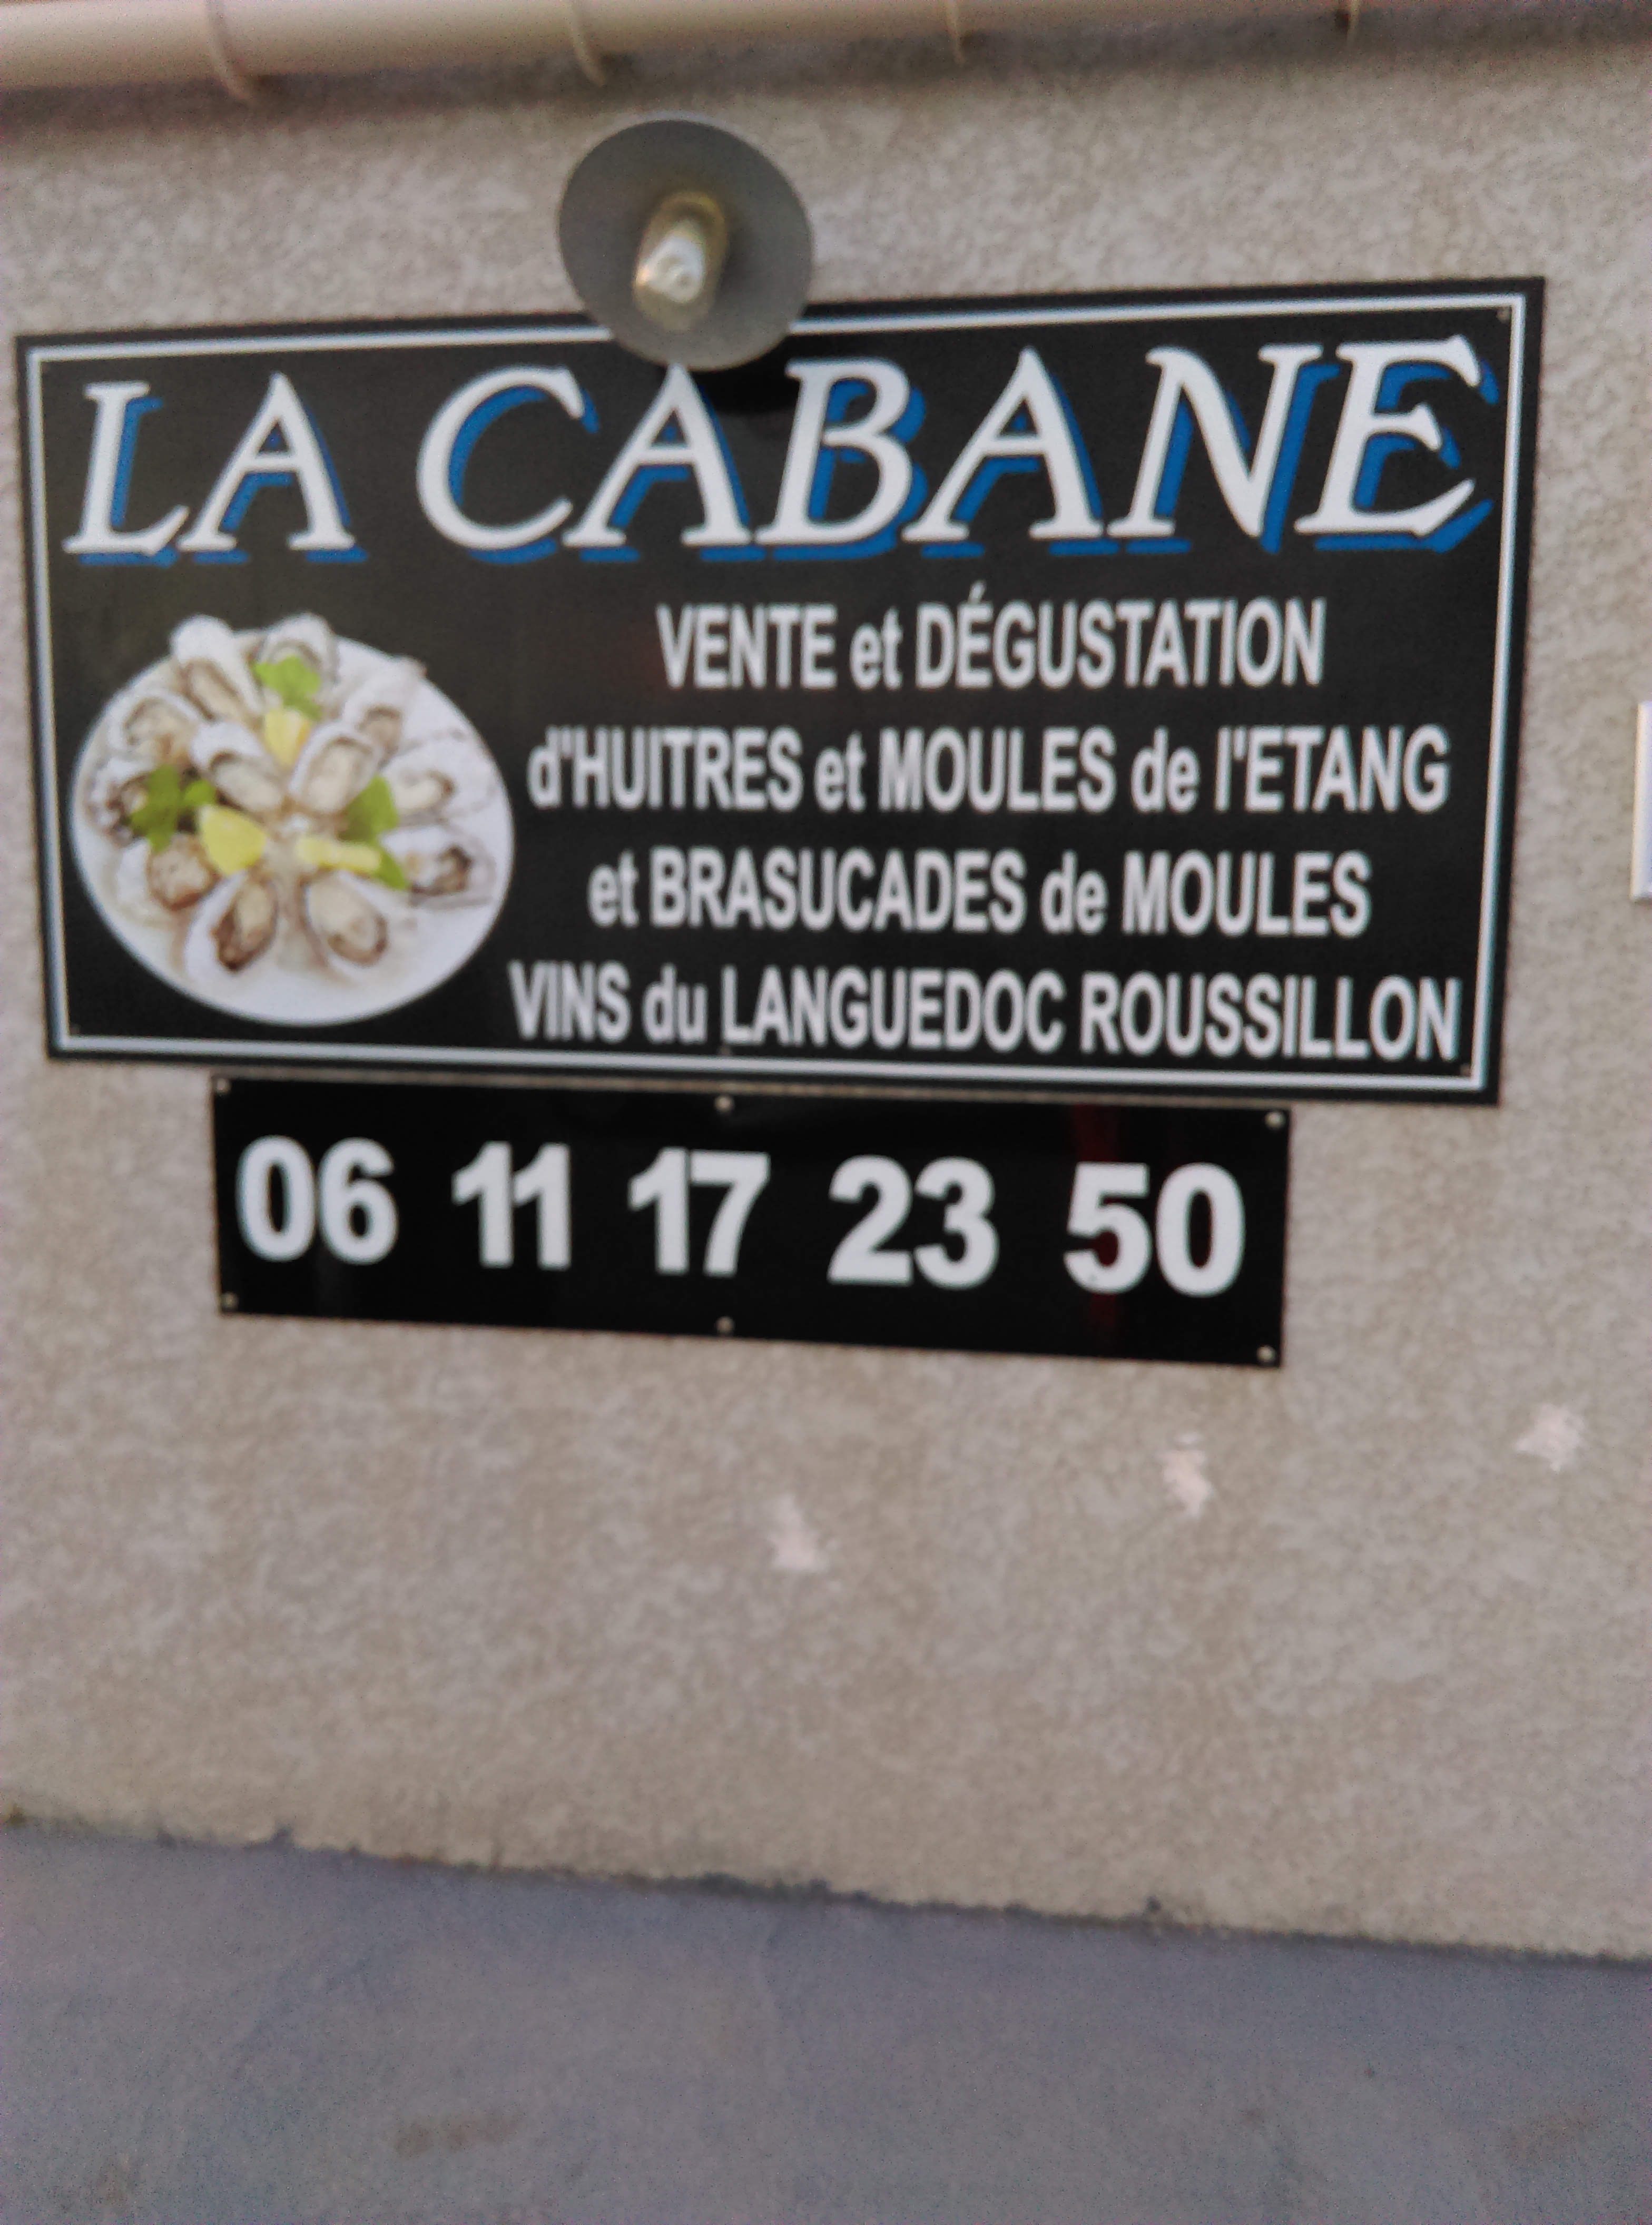 LA CABANE
VENTE et DÉGUSTATION
d'HUITRES et MOULES de l'ETANG
et BRASUCADES de MOULES
VINS du LANGUEDOC ROUSSILLON
06 11 17 23 50